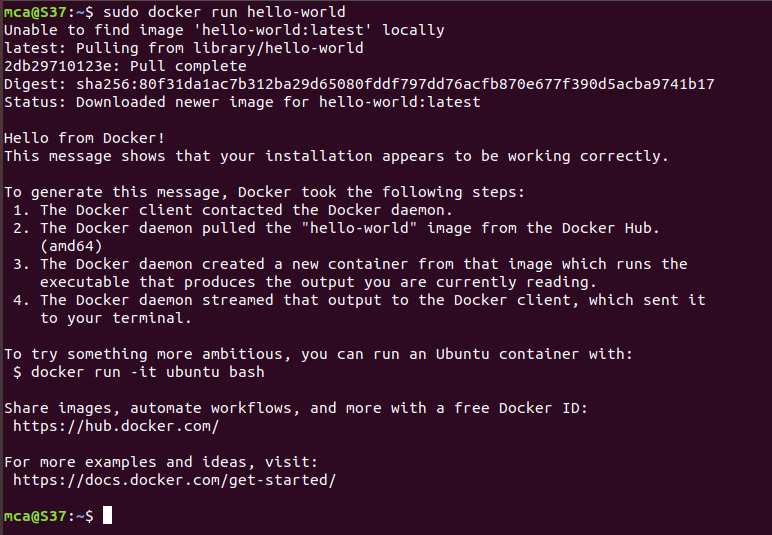 mca@S37:~$ sudo docker run hello-world
Unable to find image 'hello-world:latest' locally
latest: Pulling from library/hello-world
2db29710123e: Pull complete
Digest: sha256:80f31da1ac7b312ba29d65080fddf797dd76acfb870e677f390d5acba9741b17
Status: Downloaded newer image for hello-world:latest

Hello from Docker!
This message shows that your installation appears to be working correctly.

To generate this message, Docker took the following steps:
 1. The Docker client contacted the Docker daemon.
 2. The Docker daemon pulled the "hello-world" image from the Docker Hub.
    (amd64)
 3. The Docker daemon created a new container from that image which runs the
    executable that produces the output you are currently reading.
 4. The Docker daemon streamed that output to the Docker client, which sent it
    to your terminal.

To try something more ambitious, you can run an Ubuntu container with:
 $ docker run -it ubuntu bash

Share images, automate workflows, and more with a free Docker ID:
 https://hub.docker.com/

For more examples and ideas, visit:
 https://docs.docker.com/get-started/

mca@S37:~$